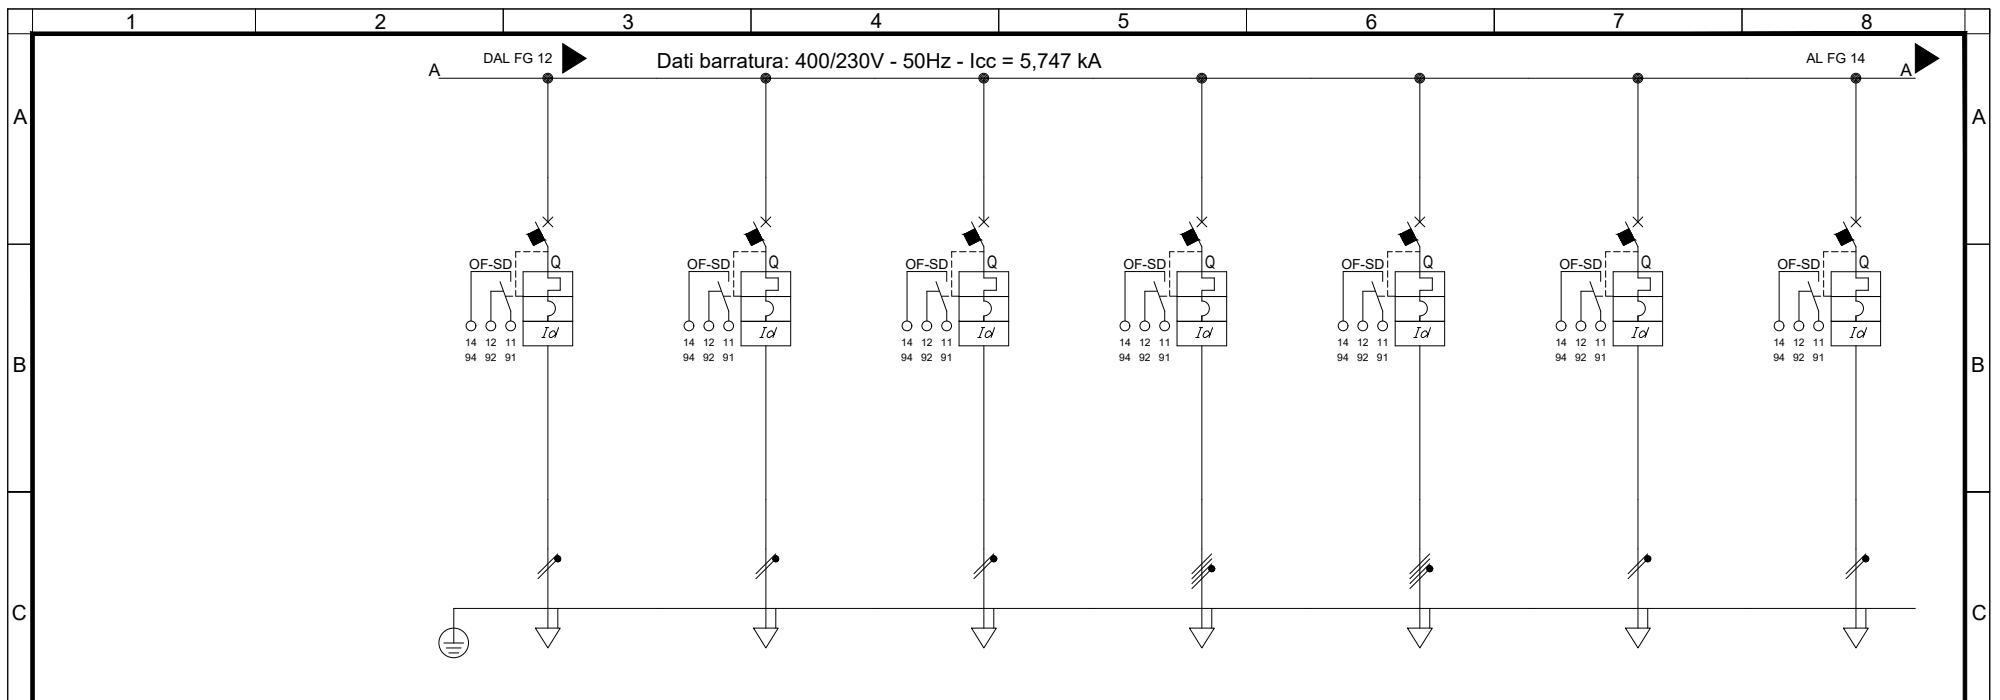 1 2 3 4 5 6 7 8
DAL FG 12 Dati barratura: 400/230V - 50Hz - Icc = 5,747 kA AL FG 14
A A
A A
OF-SD Q OF-SD Q OF-SD Q OF-SD Q OF-SD Q OF-SD Q OF-SD Q
Id Id Id Id Id Id Id
14 12 11 14 12 11 14 12 11 14 12 11 14 12 11 14 12 11 14 12 11
94 92 91 94 92 91 94 92 91 94 92 91 94 92 91 94 92 91 94 92 91
B B
C C